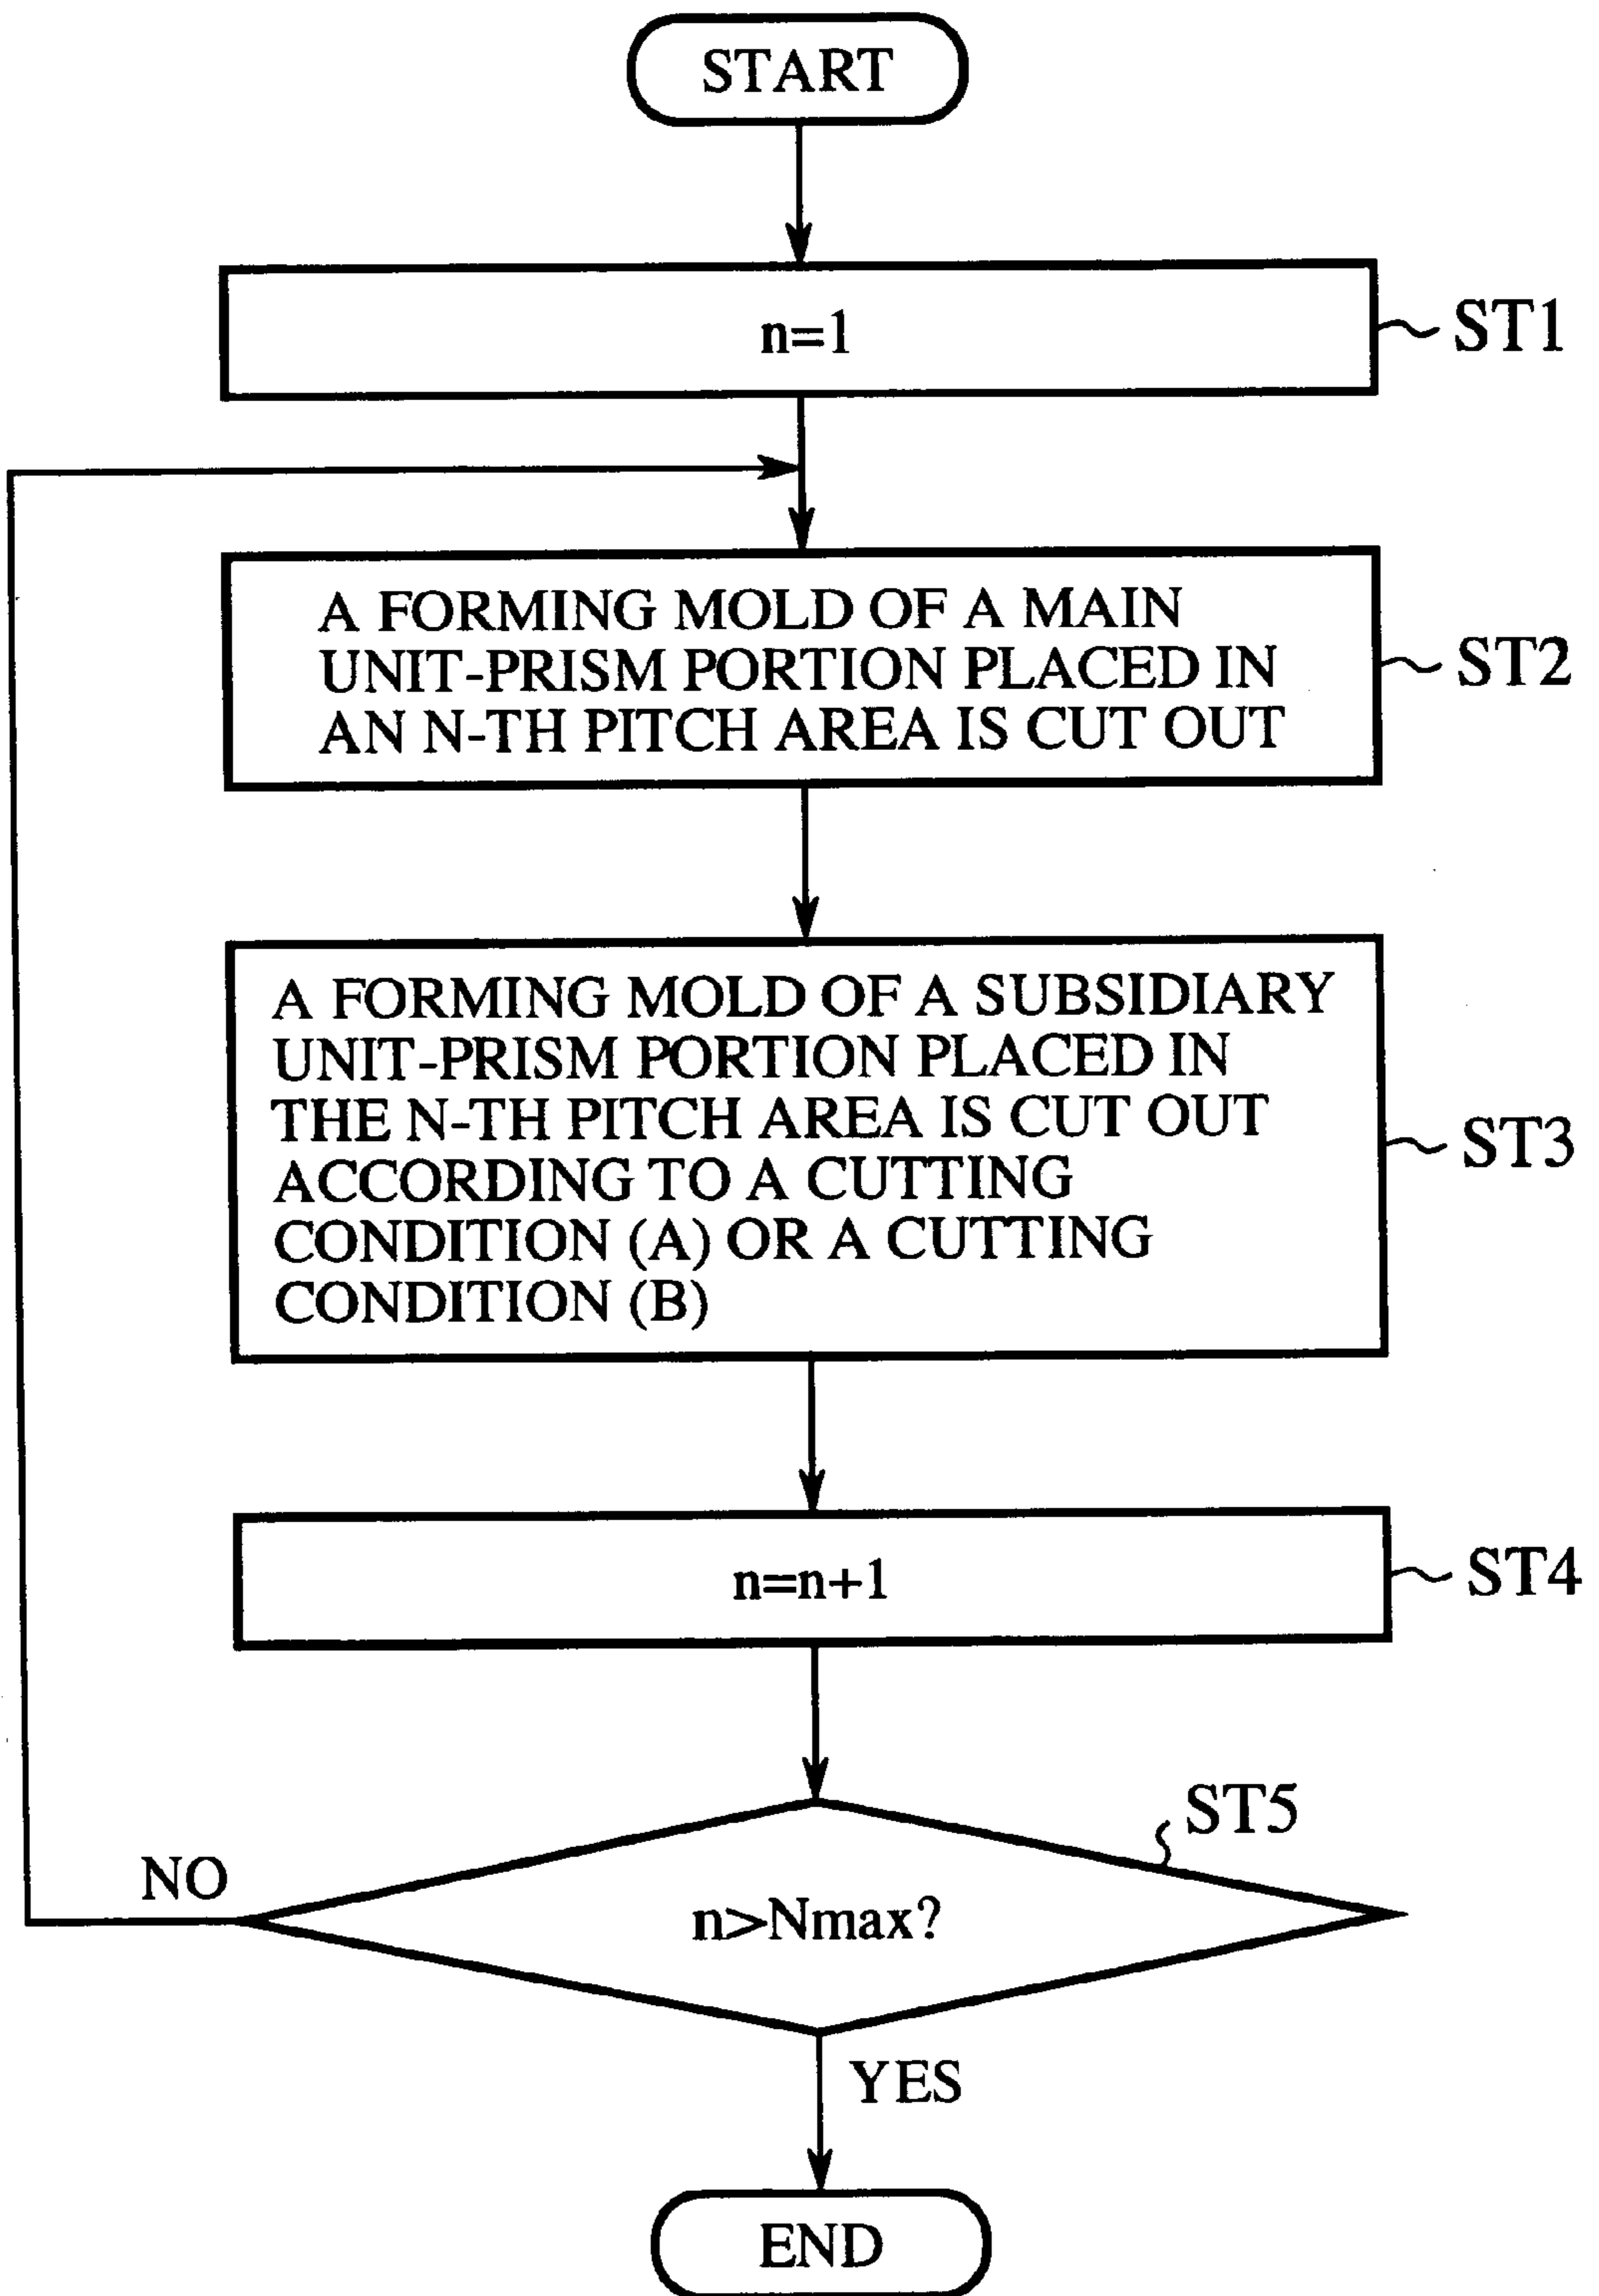 START
n=1
ST1
A FORMING MOLD OF A MAIN
UNIT-PRISM PORTION PLACED IN
AN N-TH PITCH AREA IS CUT OUT
ST2
A FORMING MOLD OF A SUBSIDIARY
UNIT-PRISM PORTION PLACED IN
THE N-TH PITCH AREA IS CUT OUT
ACCORDING TO A CUTTING
CONDITION (A) OR A CUTTING
CONDITION (B)
ST3
n=n+1
ST4
ST5
NO
n>Nmax?
YES
END